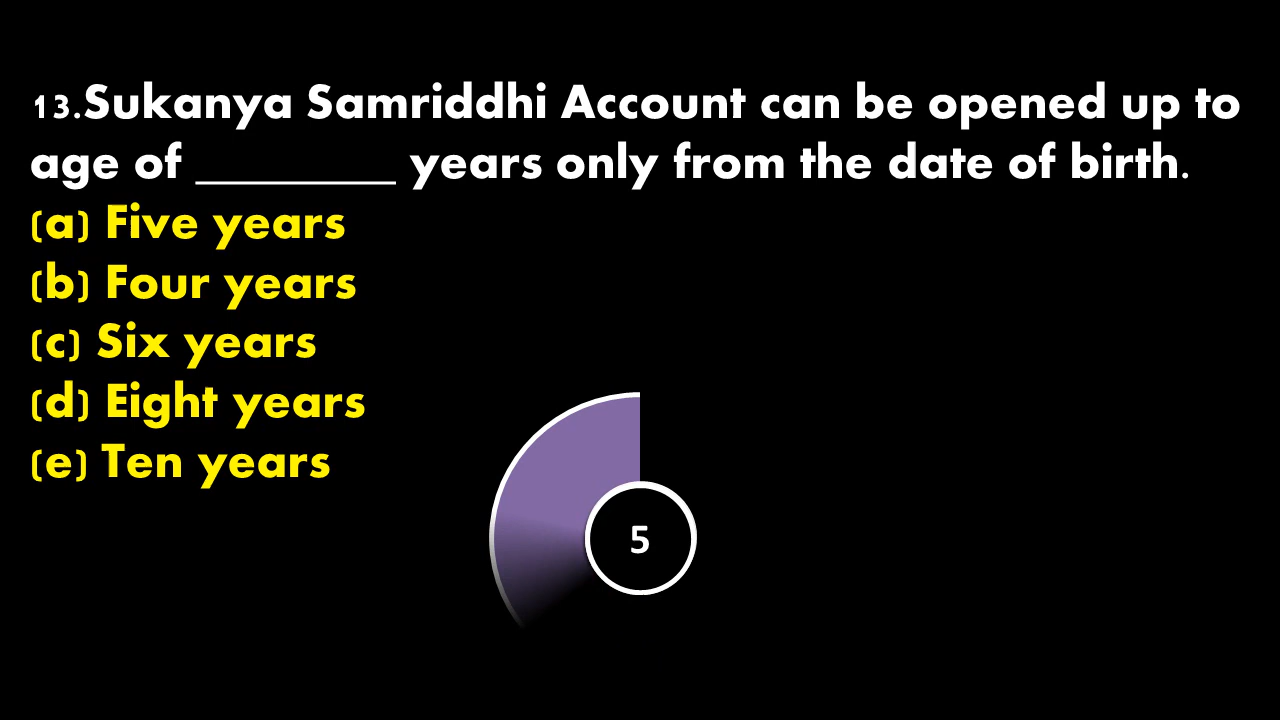 13.Sukanya Samriddhi Account can be opened up to
age of ________ years only from the date of birth.
(a) Five years
(b) Four years
(c) Six years
(d) Eight years
(e) Ten years
5